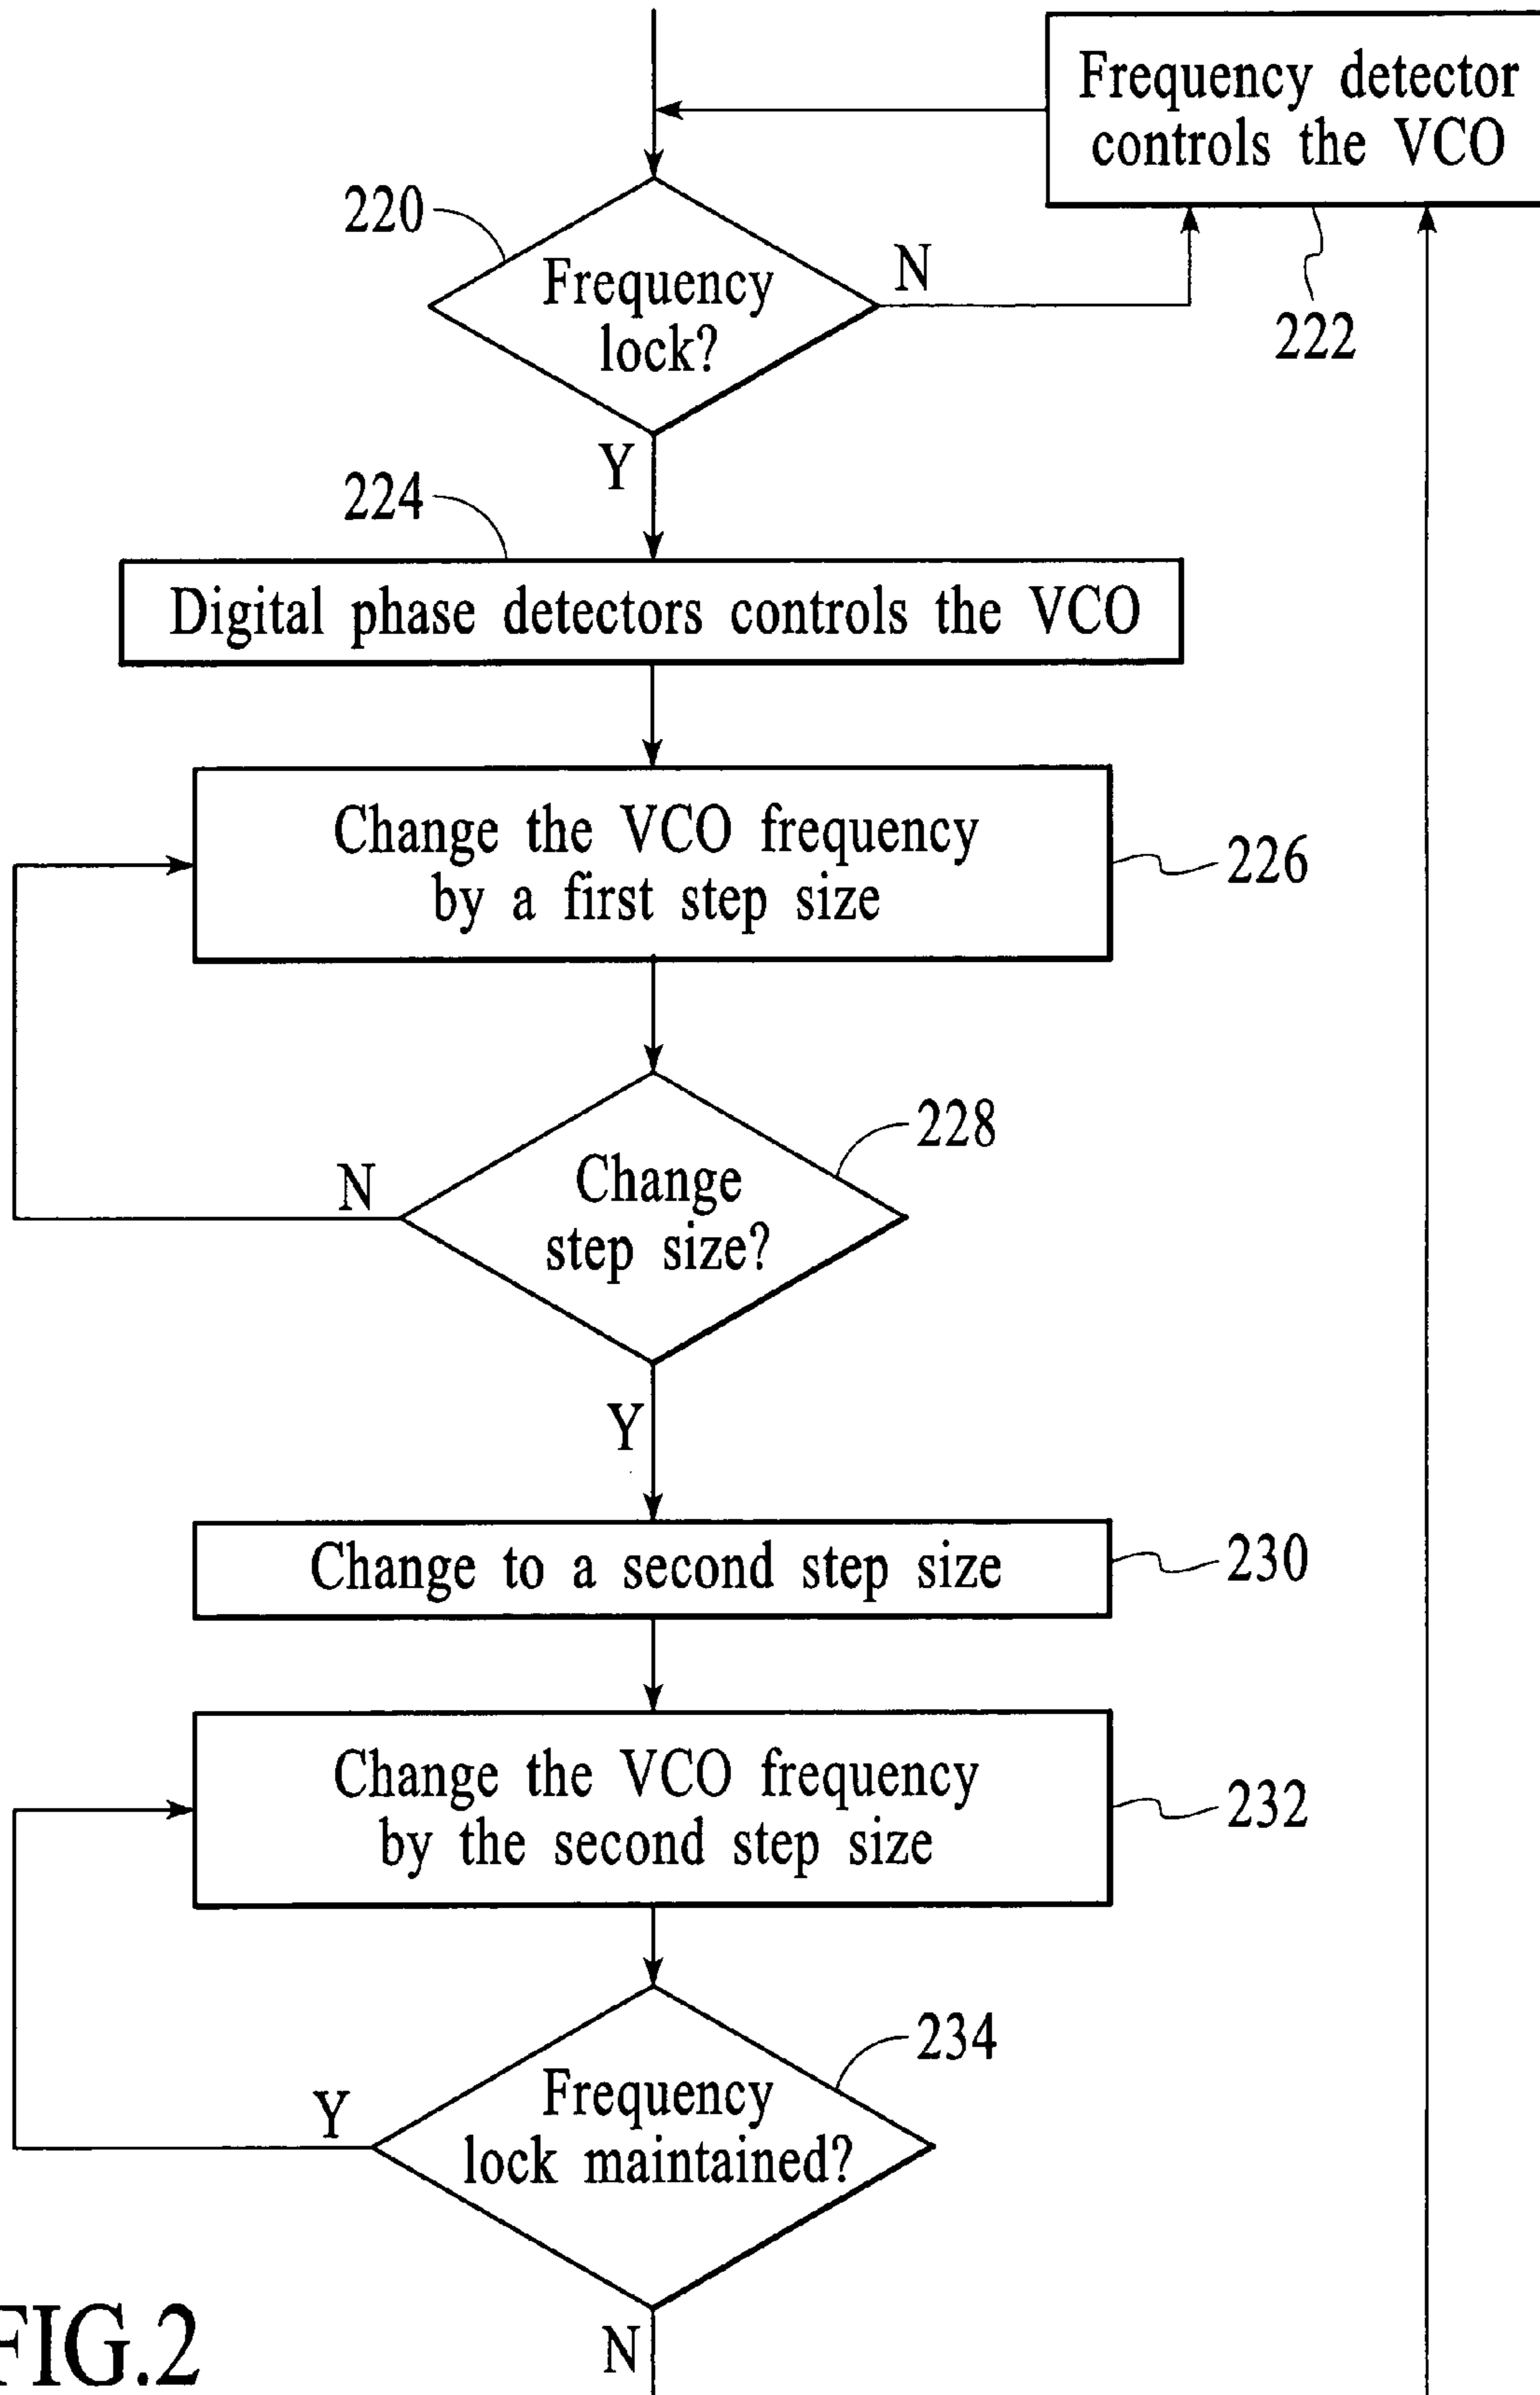 Frequency detector
controls the VCO
220
Frequency
lock?
N
222
Y
224
Digital phase detectors controls the VCO
Change the VCO frequency
by a first step size
226
228
Change
step size?
N
Y
Change to a second step size
230
Change the VCO frequency
by the second step size
232
234
Frequency
lock maintained?
Y
N
FIG.2